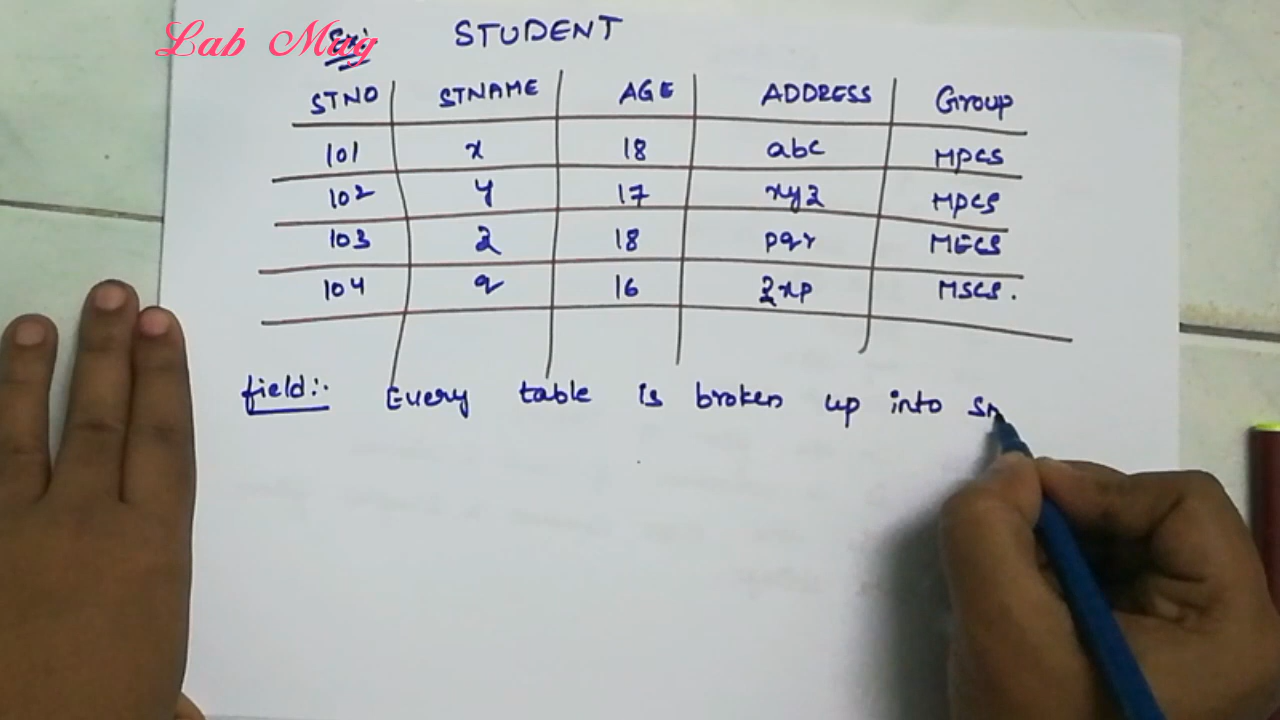 Lab Mug
Ex:
STUDENT
STNO STNAME AGE ADDRESS Group
101 x 18 abc MPCS
102 y 17 xyz MPCS
103 z 18 pqr MECS
104 q 16 zxp MSCS.
field:- Every table is broken up into sm